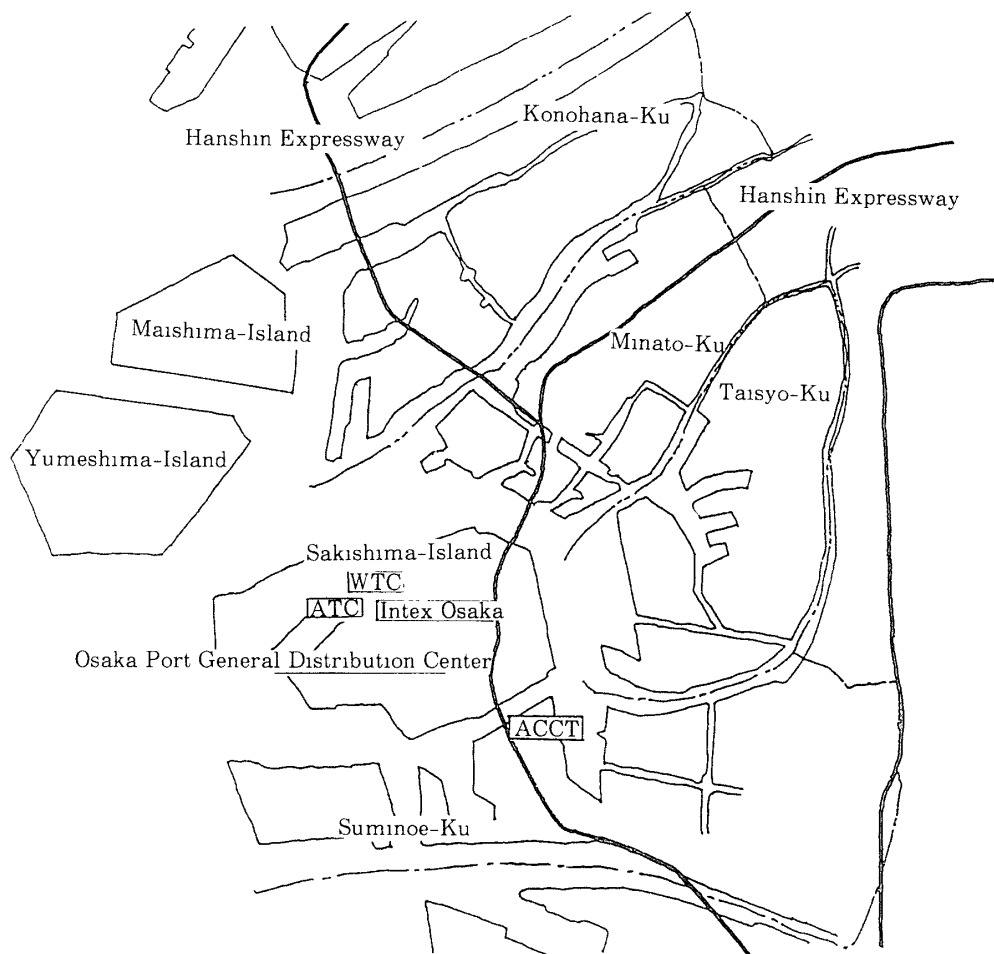 Konohana-Ku
Hanshin Expressway
Hanshin Expressway
Maishima-Island
Minato-Ku
Taisyo-Ku
Yumeshima-Island
Sakishima-Island
WTC
ATC
Intex Osaka
Osaka Port General Distribution Center
ACCT
Suminoe-Ku